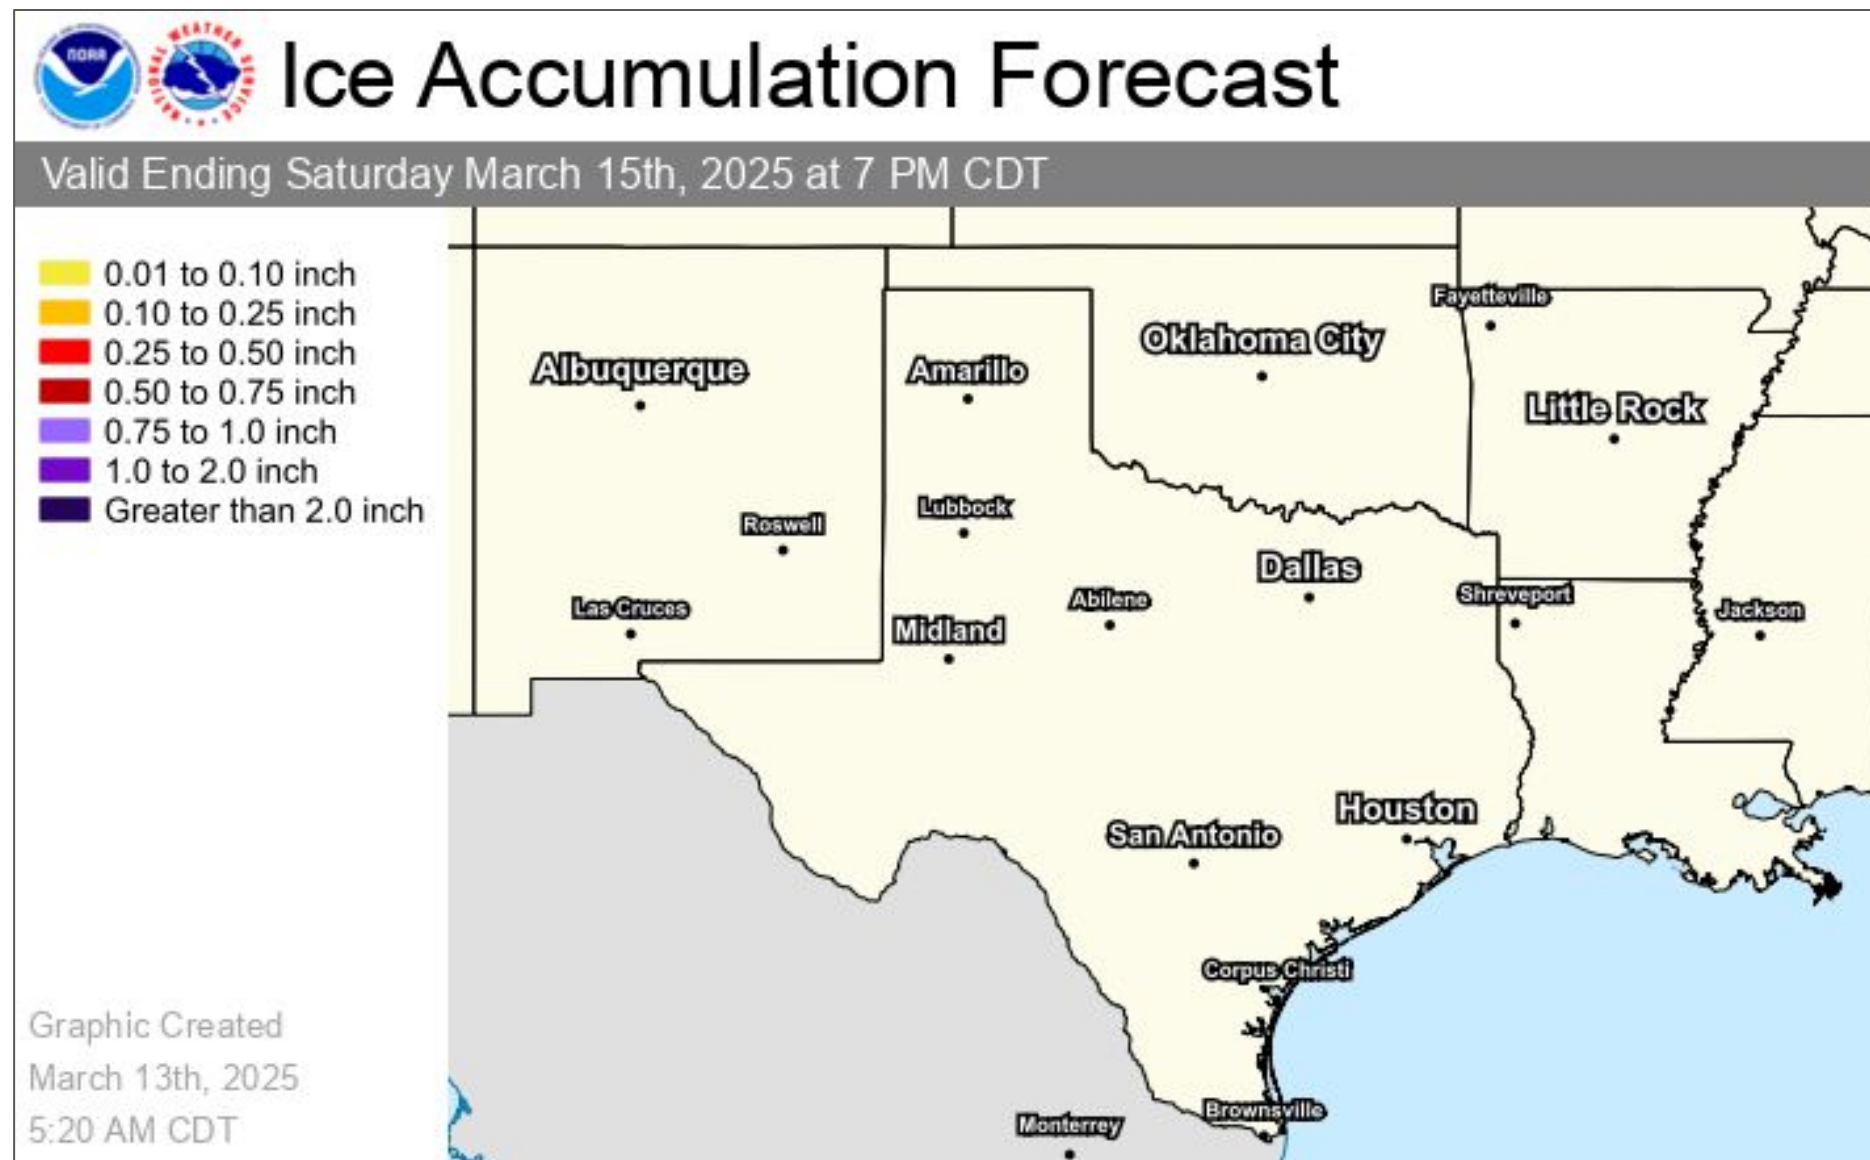 NOAA
NATIONAL WEATHER SERVICE
Ice Accumulation Forecast
Valid Ending Saturday March 15th, 2025 at 7 PM CDT
0.01 to 0.10 inch
0.10 to 0.25 inch
0.25 to 0.50 inch
0.50 to 0.75 inch
0.75 to 1.0 inch
1.0 to 2.0 inch
Greater than 2.0 inch
Fayetteville
Oklahoma City
Albuquerque
Amarillo
Little Rock
Lubbock
Roswell
Dallas
Shreveport
Abilene
Las Cruces
Jackson
Midland
Houston
San Antonio
Corpus Christi
Brownsville
Monterrey
Graphic Created
March 13th, 2025
5:20 AM CDT